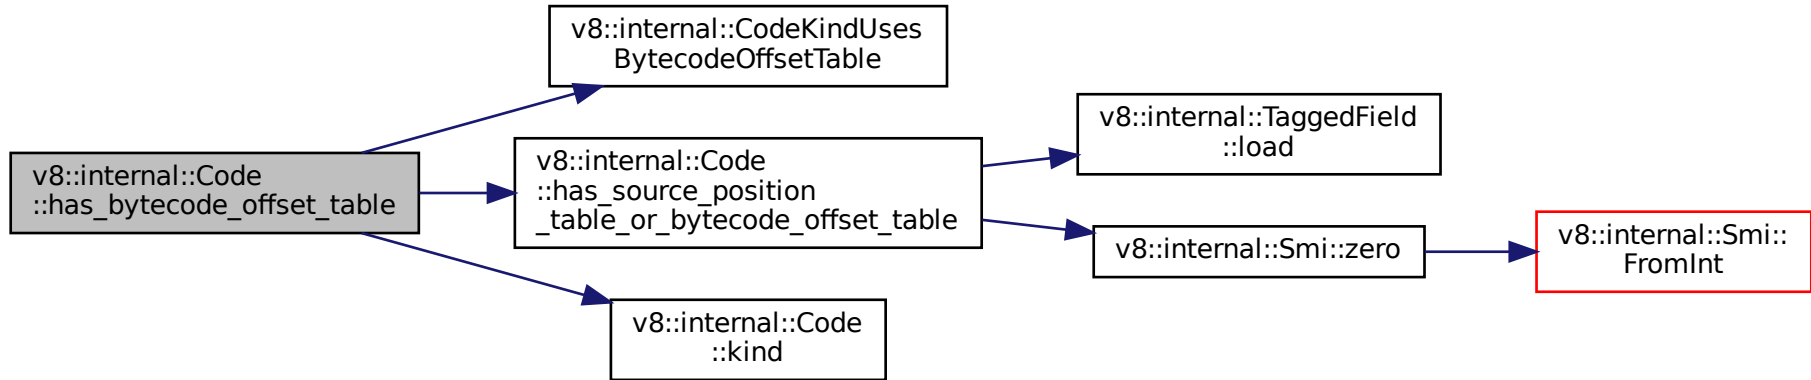 v8::internal::CodeKindUses
BytecodeOffsetTable
v8::internal::Code
::has_bytecode_offset_table
v8::internal::Code
::has_source_position
_table_or_bytecode_offset_table
v8::internal::Code
::kind
v8::internal::TaggedField
::load
v8::internal::Smi::zero
v8::internal::Smi::
FromInt